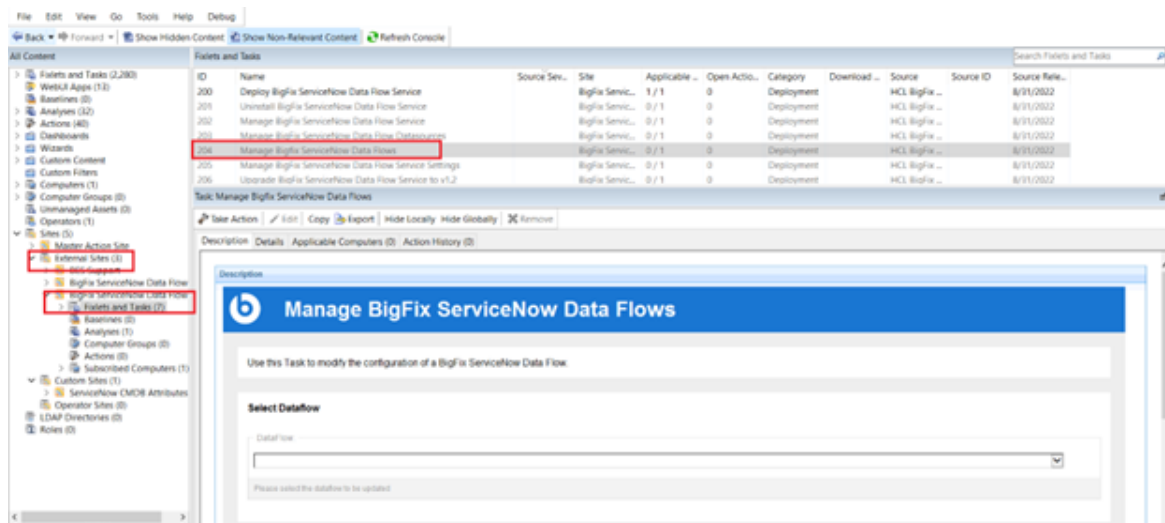 File Edit View Go Tools Help Debug
Back Forward Show Hidden Content Show Non-Relevant Content Refresh Console
All Content
Fixlets and Tasks (2,280)
WebUI Apps (13)
Baselines (0)
Analyses (32)
Actions (40)
Dashboards
Wizards
Custom Content
Custom Filters
Computers (1)
Computer Groups (0)
Unmanaged Assets (0)
Operators (1)
Sites (5)
Master Action Site
External Sites (3)
BES Support
BigFix ServiceNow Data Flow
BigFix ServiceNow Data Flow
Fixlets and Tasks (7)
Baselines (0)
Analyses (1)
Computer Groups (0)
Actions (0)
Subscribed Computers (1)
Custom Sites (1)
ServiceNow CMDB Attributes
Operator Sites (0)
LDAP Directories (0)
Roles (0)
Fixlets and Tasks Search Fixlets and Tasks
ID Name Source Sev... Site Applicable ... Open Actio... Category Download ... Source Source ID Source Rele...
200 Deploy BigFix ServiceNow Data Flow Service BigFix Servic... 1 / 1 0 Deployment HCL BigFix ... 8/31/2022
201 Uninstall BigFix ServiceNow Data Flow Service BigFix Servic... 0 / 1 0 Deployment HCL BigFix ... 8/31/2022
202 Manage BigFix ServiceNow Data Flow Service BigFix Servic... 0 / 1 0 Deployment HCL BigFix ... 8/31/2022
203 Manage BigFix ServiceNow Data Flow Datasources BigFix Servic... 0 / 1 0 Deployment HCL BigFix ... 8/31/2022
204 Manage Bigfix ServiceNow Data Flows BigFix Servic... 0 / 1 0 Deployment HCL BigFix ... 8/31/2022
205 Manage BigFix ServiceNow Data Flow Service Settings BigFix Servic... 0 / 1 0 Deployment HCL BigFix ... 8/31/2022
206 Upgrade BigFix ServiceNow Data Flow Service to v1.2 BigFix Servic... 0 / 1 0 Deployment HCL BigFix ... 8/31/2022
Task: Manage Bigfix ServiceNow Data Flows
Take Action Edit Copy Export Hide Locally Hide Globally Remove
Description Details Applicable Computers (0) Action History (0)
Description
Manage BigFix ServiceNow Data Flows
Use this Task to modify the configuration of a BigFix ServiceNow Data Flow.
Select Dataflow
DataFlow
Please select the dataflow to be updated